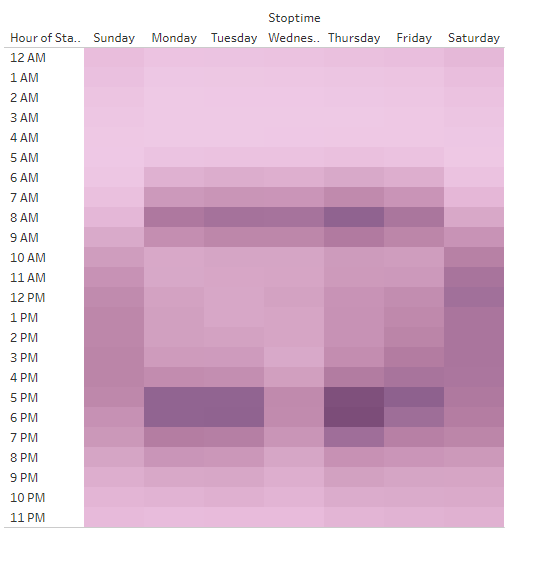 Stoptime
Hour of Sta.. Sunday Monday Tuesday Wednes.. Thursday Friday Saturday
12 AM
1 AM
2 AM
3 AM
4 AM
5 AM
6 AM
7 AM
8 AM
9 AM
10 AM
11 AM
12 PM
1 PM
2 PM
3 PM
4 PM
5 PM
6 PM
7 PM
8 PM
9 PM
10 PM
11 PM